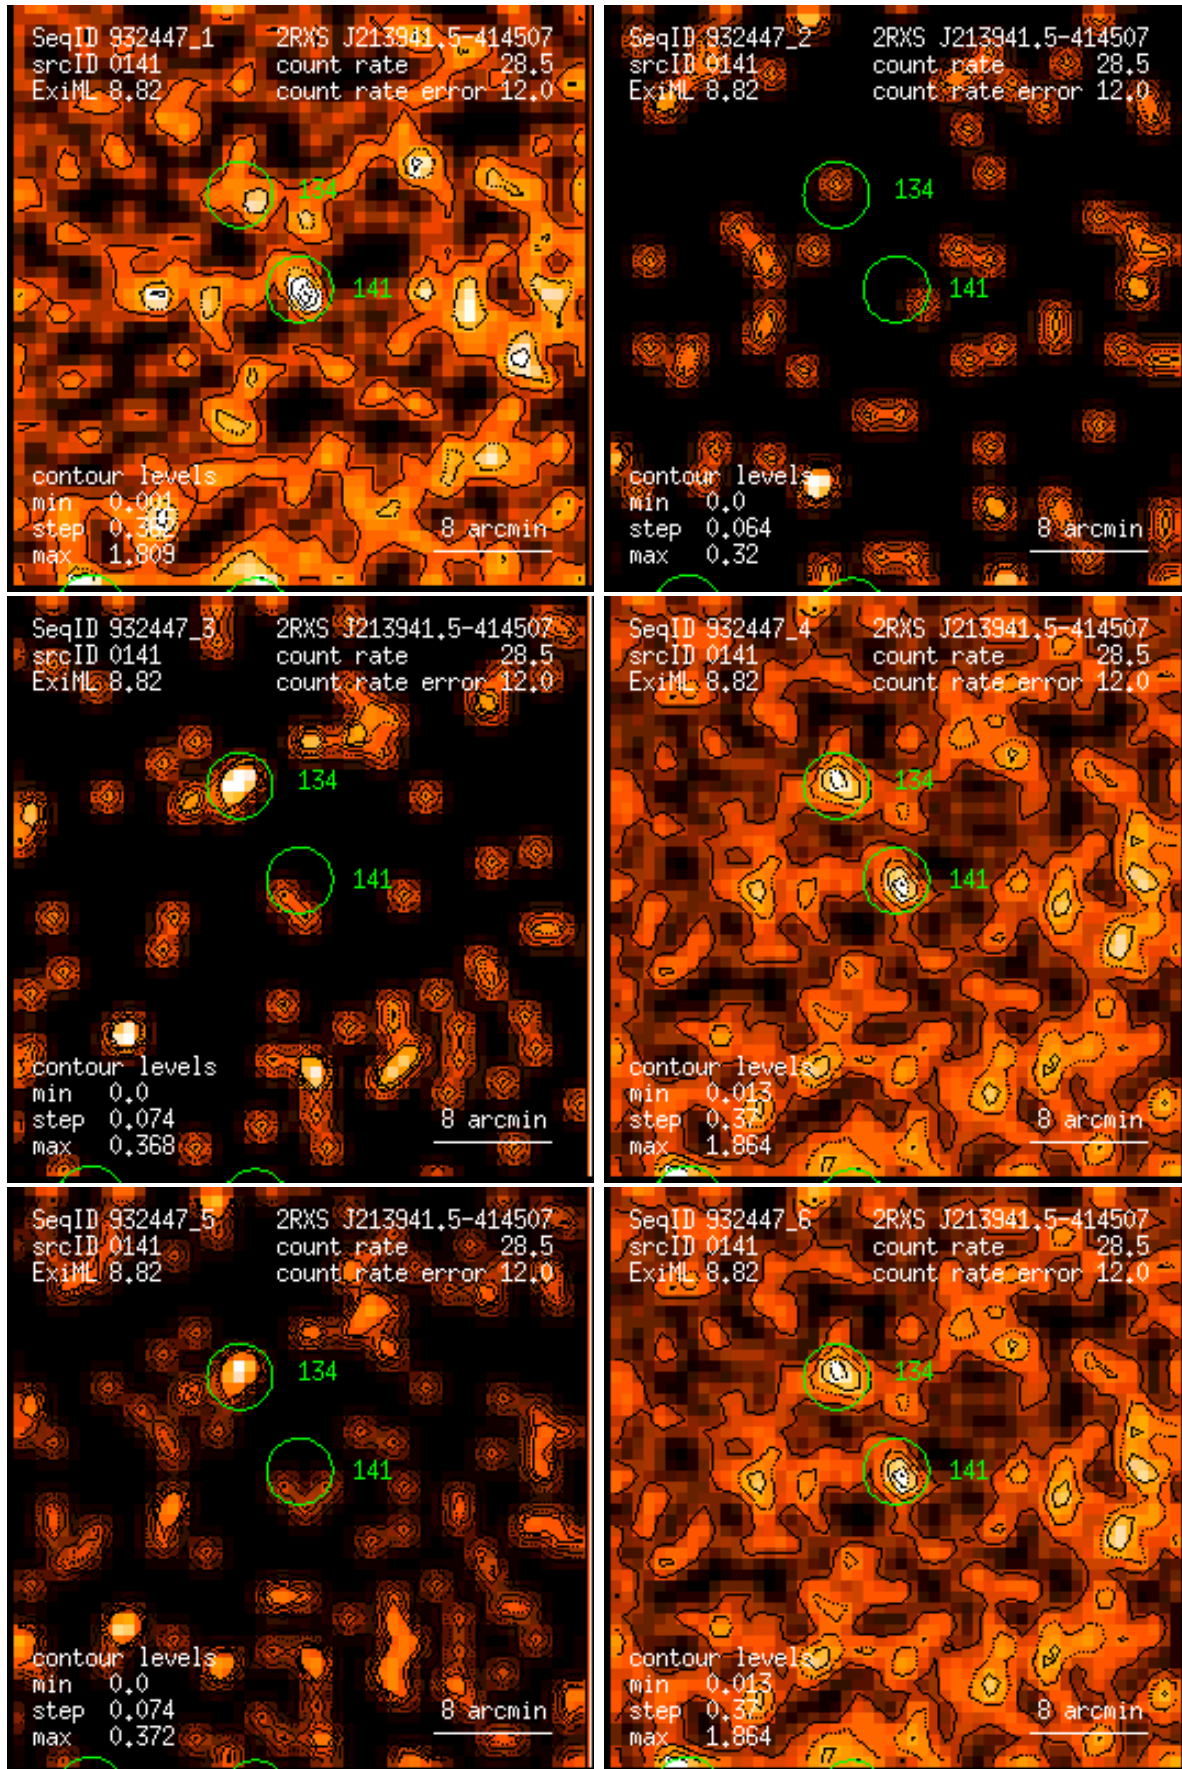 SeqID 932447_1 2RXS J213941.5-414507
srcID 0141 count rate 28.5
ExiML 8.82 count rate error 12.0
134
141
contour levels
min 0.001
step
8 arcmin
max 1.809
SeqID 932447_2 2RXS J213941.5-414507
srcID 0141 count rate 28.5
ExiML 8.82 count rate error 12.0
134
141
contour levels
min 0.0
step 0.064
8 arcmin
max 0.32
SeqID 932447_3 2RXS J213941.5-414507
srcID 0141 count rate 28.5
ExiML 8.82 count rate error 12.0
134
141
contour levels
min 0.0
step 0.074
8 arcmin
max 0.368
SeqID 932447_4 2RXS J213941.5-414507
srcID 0141 count rate 28.5
ExiML 8.82 count rate error 12.0
134
141
contour levels
min 0.013
step 0.37
8 arcmin
max 1.864
SeqID 932447_5 2RXS J213941.5-414507
srcID 0141 count rate 28.5
ExiML 8.82 count rate error 12.0
134
141
contour levels
min 0.0
step 0.074
8 arcmin
max 0.372
SeqID 932447_6 2RXS J213941.5-414507
srcID 0141 count rate 28.5
ExiML 8.82 count rate error 12.0
134
141
contour levels
min 0.013
step 0.37
8 arcmin
max 1.864